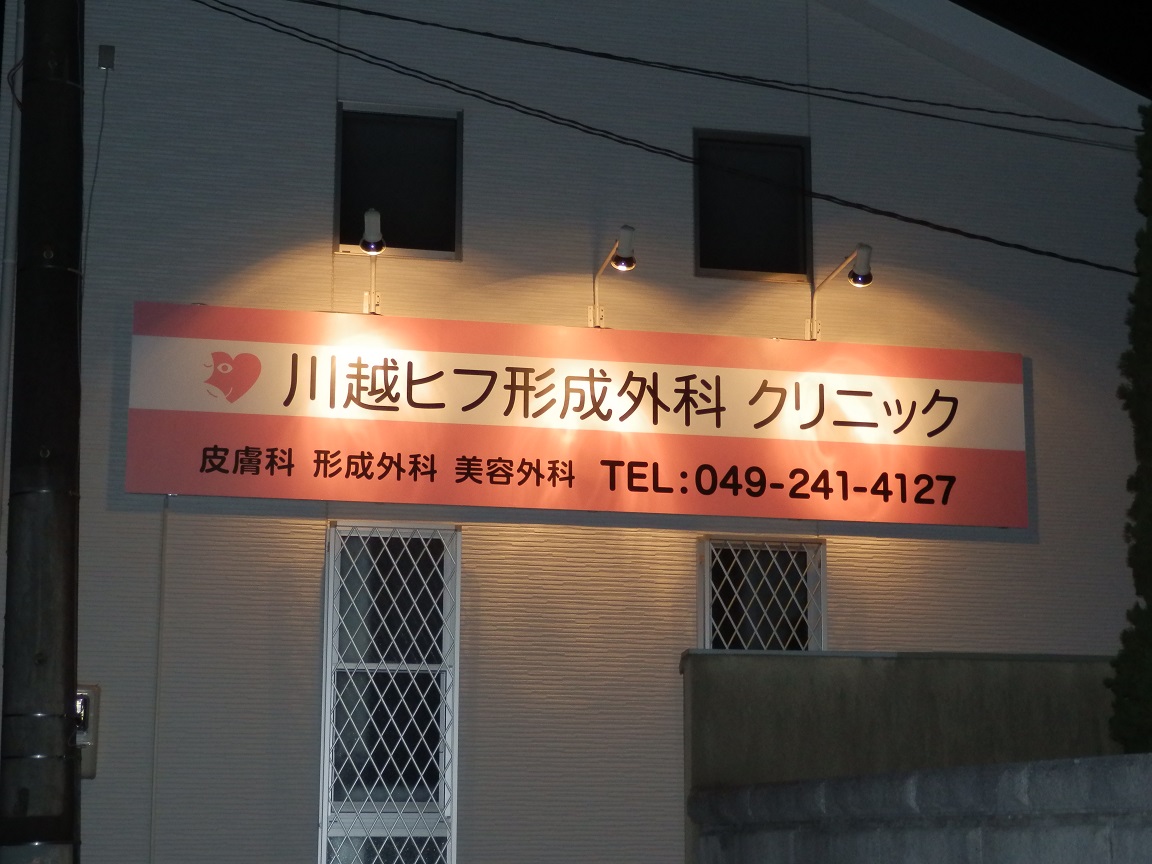 川越ヒフ形成外科 クリニック
皮膚科 形成外科 美容外科 TEL:049-241-4127